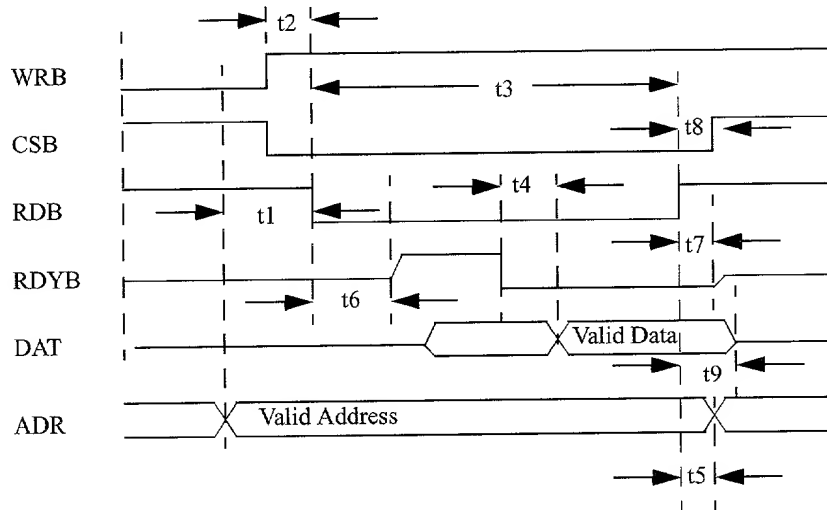 t2
WRB
t3
t8
CSB
t4
RDB
t1
t7
RDYB
t6
DAT
Valid Data
t9
ADR
Valid Address
t5